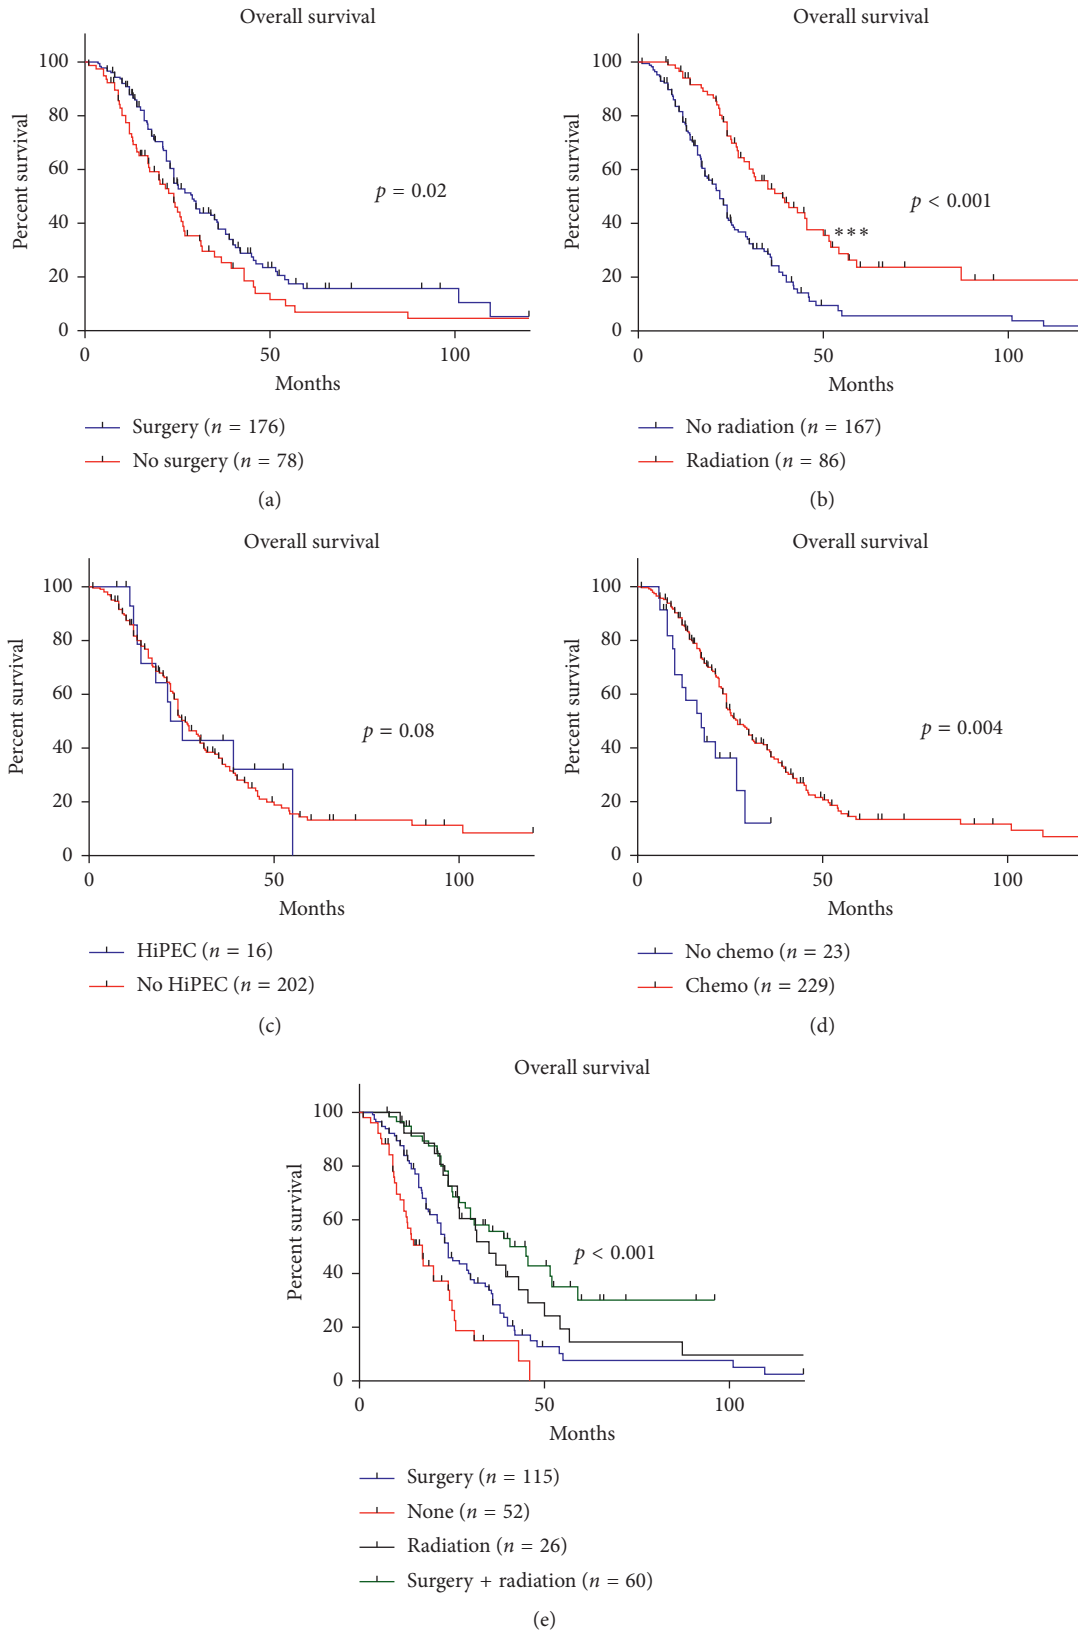 Overall survival
Percent survival
100
80
60
40
20
0
p = 0.02
0 50 100
Months
Surgery (n = 176)
No surgery (n = 78)
(a)
Overall survival
Percent survival
100
80
60
40
20
0
p < 0.001
***
0 50 100
Months
No radiation (n = 167)
Radiation (n = 86)
(b)
Overall survival
Percent survival
100
80
60
40
20
0
p = 0.08
0 50 100
Months
HiPEC (n = 16)
No HiPEC (n = 202)
(c)
Overall survival
Percent survival
100
80
60
40
20
0
p = 0.004
0 50 100
Months
No chemo (n = 23)
Chemo (n = 229)
(d)
Overall survival
Percent survival
100
80
60
40
20
0
p < 0.001
0 50 100
Months
Surgery (n = 115)
None (n = 52)
Radiation (n = 26)
Surgery + radiation (n = 60)
(e)